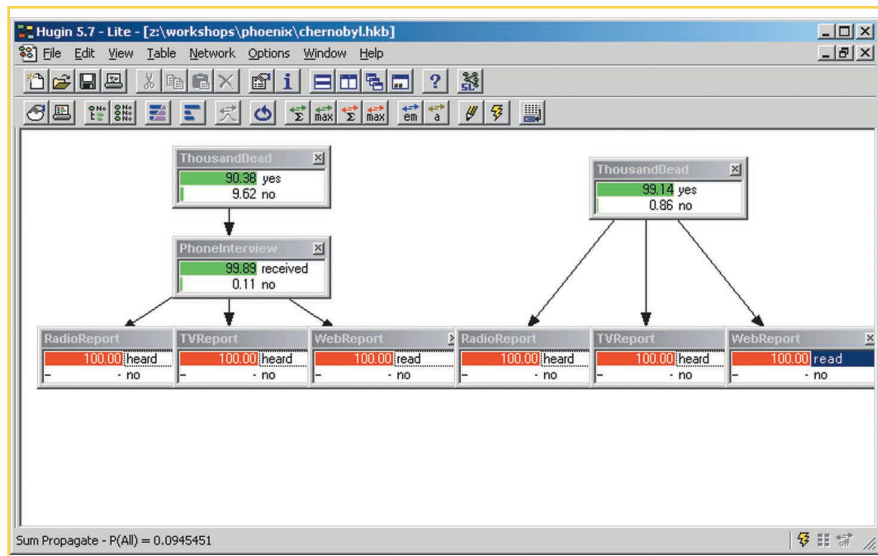 Hugin 5.7 - Lite - [z:\workshops\phoenix\chernobyl.hkb]
File Edit View Table Network Options Window Help
Σ max Σ max em a
ThousandDead
90.38 yes
9.62 no
ThousandDead
99.14 yes
0.86 no
PhoneInterview
99.89 received
0.11 no
RadioReport
100.00 heard
- - no
TVReport
100.00 heard
- - no
WebReport
100.00 read
- - no
RadioReport
100.00 heard
- - no
TVReport
100.00 heard
- - no
WebReport
100.00 read
- - no
Sum Propagate - P(All) = 0.0945451